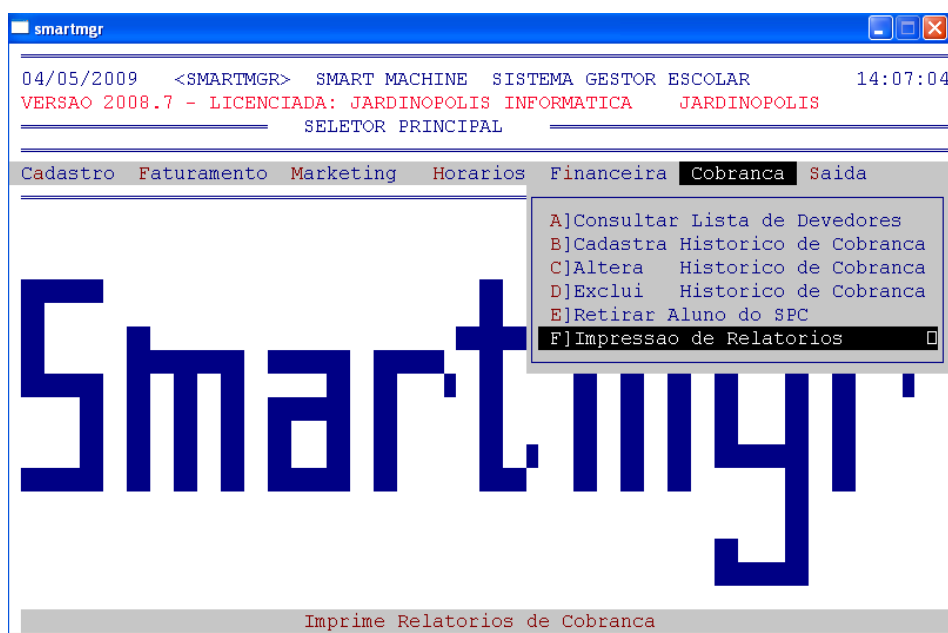 smartmgr
04/05/2009 <SMARTMGR> SMART MACHINE SISTEMA GESTOR ESCOLAR 14:07:04
VERSAO 2008.7 - LICENCIADA: JARDINOPOLIS INFORMATICA JARDINOPOLIS
SELETOR PRINCIPAL
Cadastro Faturamento Marketing Horarios Financeira Cobranca Saida
A]Consultar Lista de Devedores
B]Cadastra Historico de Cobranca
C]Altera Historico de Cobranca
D]Exclui Historico de Cobranca
E]Retirar Aluno do SPC
F]Impressao de Relatorios
Smartmgr
Imprime Relatorios de Cobranca